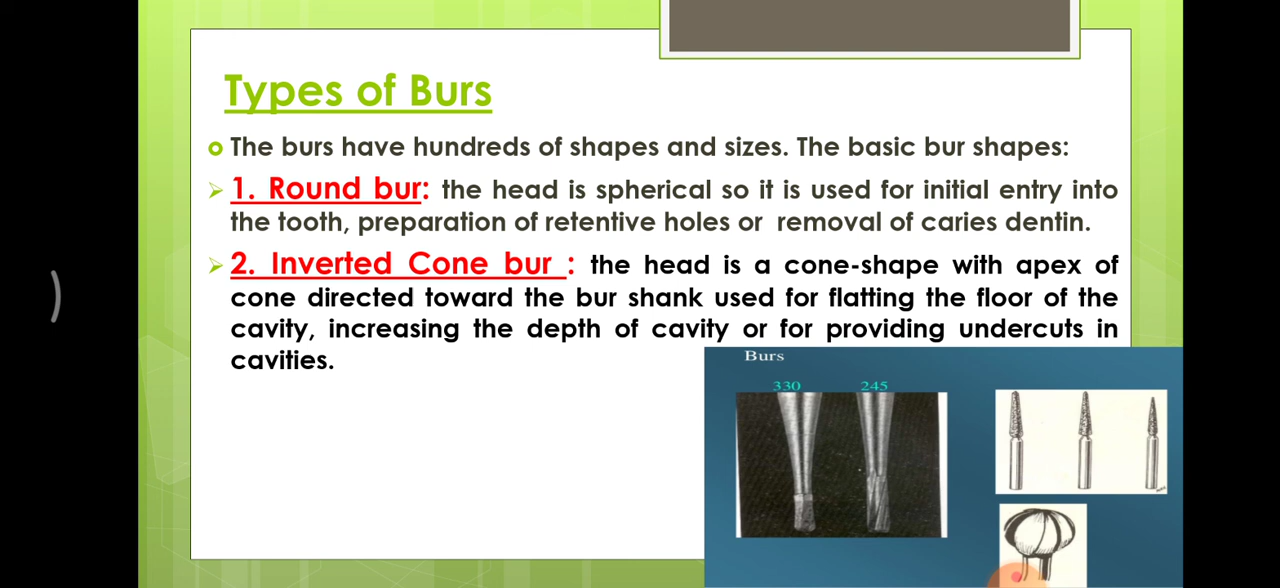 Types of Burs
The burs have hundreds of shapes and sizes. The basic bur shapes:
1. Round bur: the head is spherical so it is used for initial entry into
the tooth, preparation of retentive holes or removal of caries dentin.
2. Inverted Cone bur : the head is a cone-shape with apex of
cone directed toward the bur shank used for flatting the floor of the
cavity, increasing the depth of cavity or for providing undercuts in
cavities.
Burs
330 245